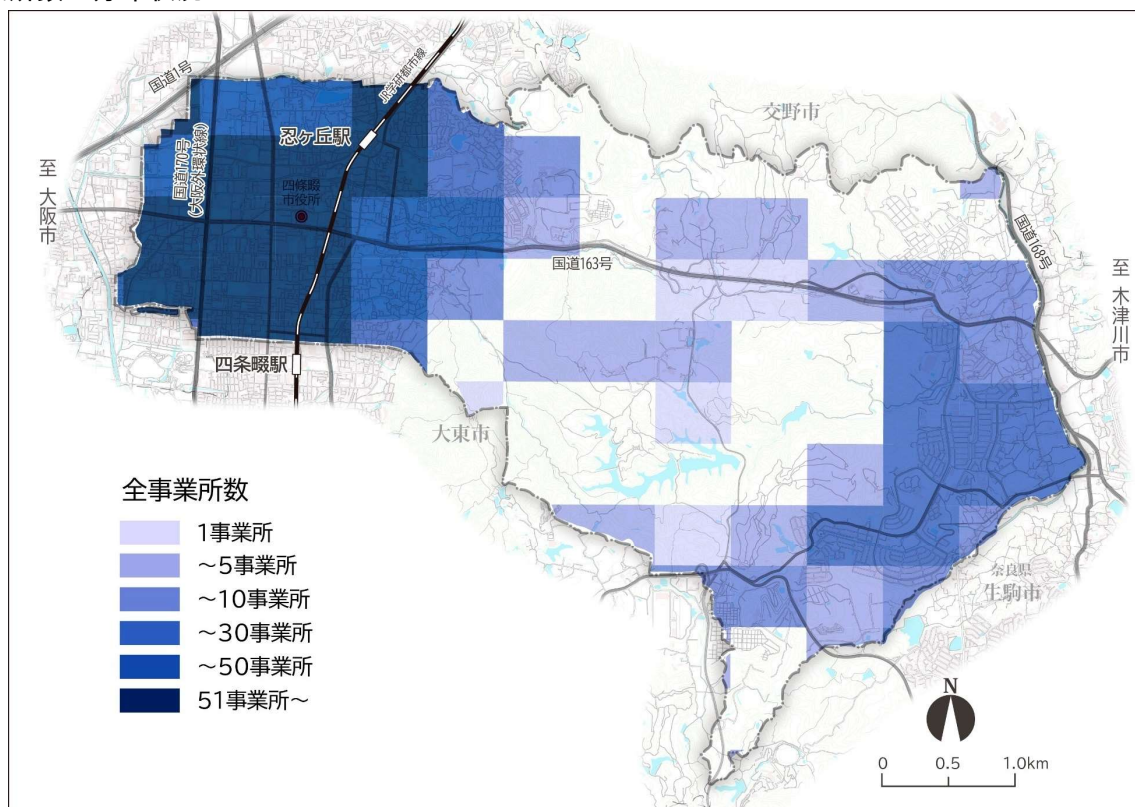 国道1号
JR学研都市線
交野市
忍ヶ丘駅
国道170号
(大阪外環状線)
至 大阪市
四條畷
市役所
国道168号
国道163号
至 木津川市
四条畷駅
大東市
奈良県
生駒市
全事業所数
1事業所
～5事業所
～10事業所
～30事業所
～50事業所
51事業所～
N
0 0.5 1.0km